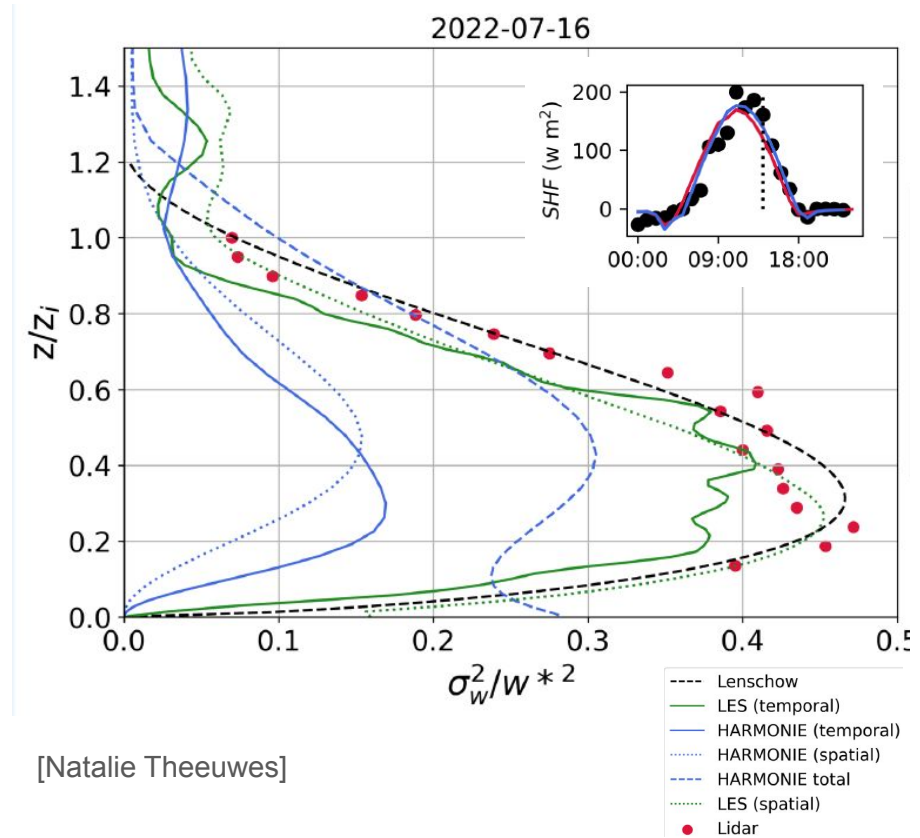 2022-07-16
1.4
1.2
1.0
0.8
0.6
0.4
0.2
0.0
z/z_i
200
100
0
SHF (w m²)
00:00 09:00 18:00
0.0 0.1 0.2 0.3 0.4 0.5
σ_w²/w * ²
Lenschow
LES (temporal)
HARMONIE (temporal)
HARMONIE (spatial)
HARMONIE total
LES (spatial)
Lidar
[Natalie Theeuwes]